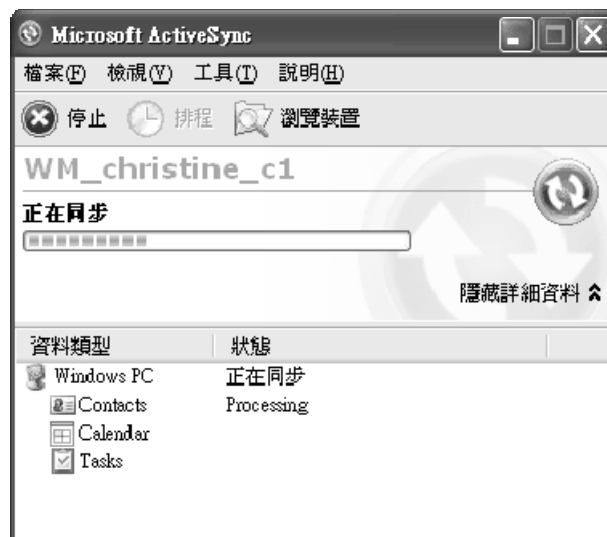 Microsoft ActiveSync
檔案(F) 檢視(V) 工具(T) 說明(H)
停止 排程 瀏覽裝置
WM_christine_c1
正在同步
隱藏詳細資料
資料類型 狀態
Windows PC 正在同步
Contacts Processing
Calendar
Tasks